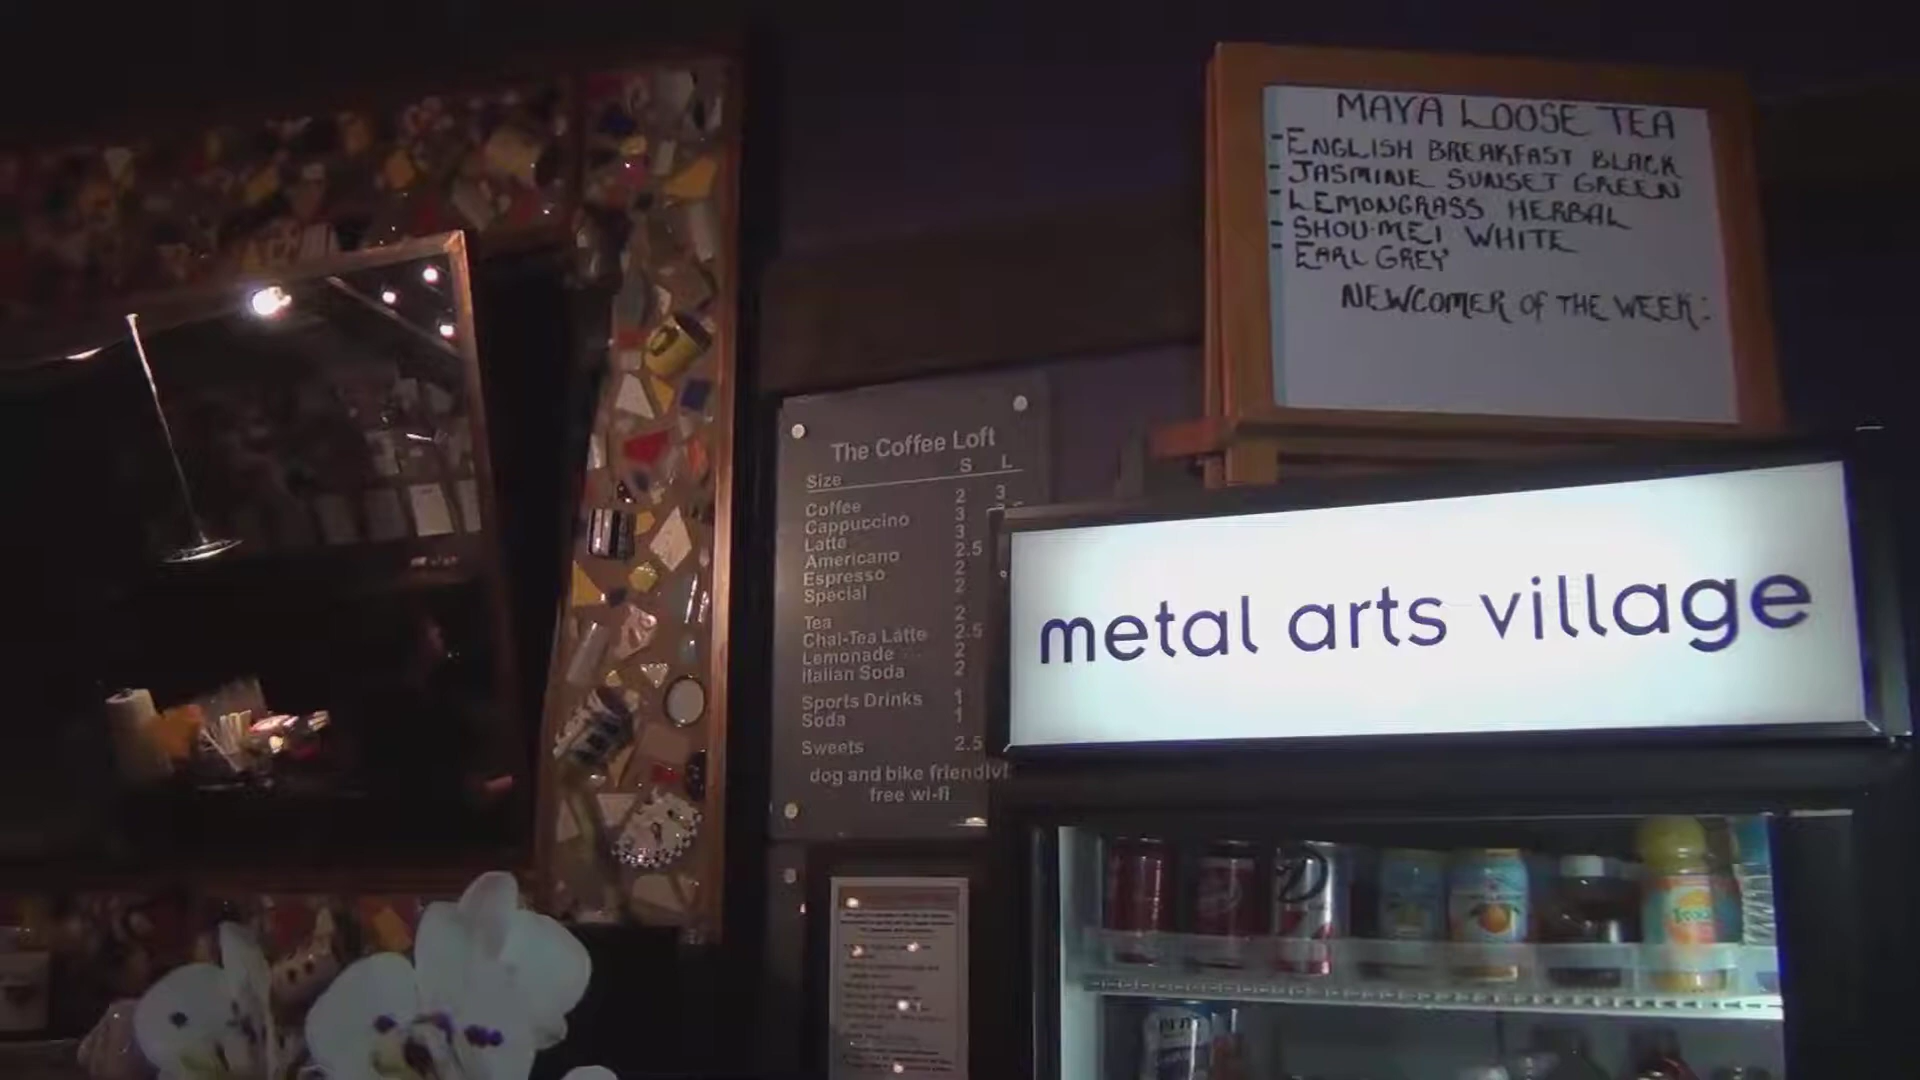 MAYA LOOSE TEA
-ENGLISH BREAKFAST BLACK
-JASMINE SUNSET GREEN
-LEMONGRASS HERBAL
-SHOU-MEI WHITE
-EARL GREY
NEWCOMER OF THE WEEK:
The Coffee Loft
Size S L
Coffee 2 3
Cappuccino 3
Latte 3
Americano 2.5
Espresso 2
Special 2
Tea 2
Chai-Tea Latte 2.5
Lemonade 2
Italian Soda 2
Sports Drinks 1
Soda 1
Sweets 2.5
dog and bike friendly!
free wi-fi
metal arts village